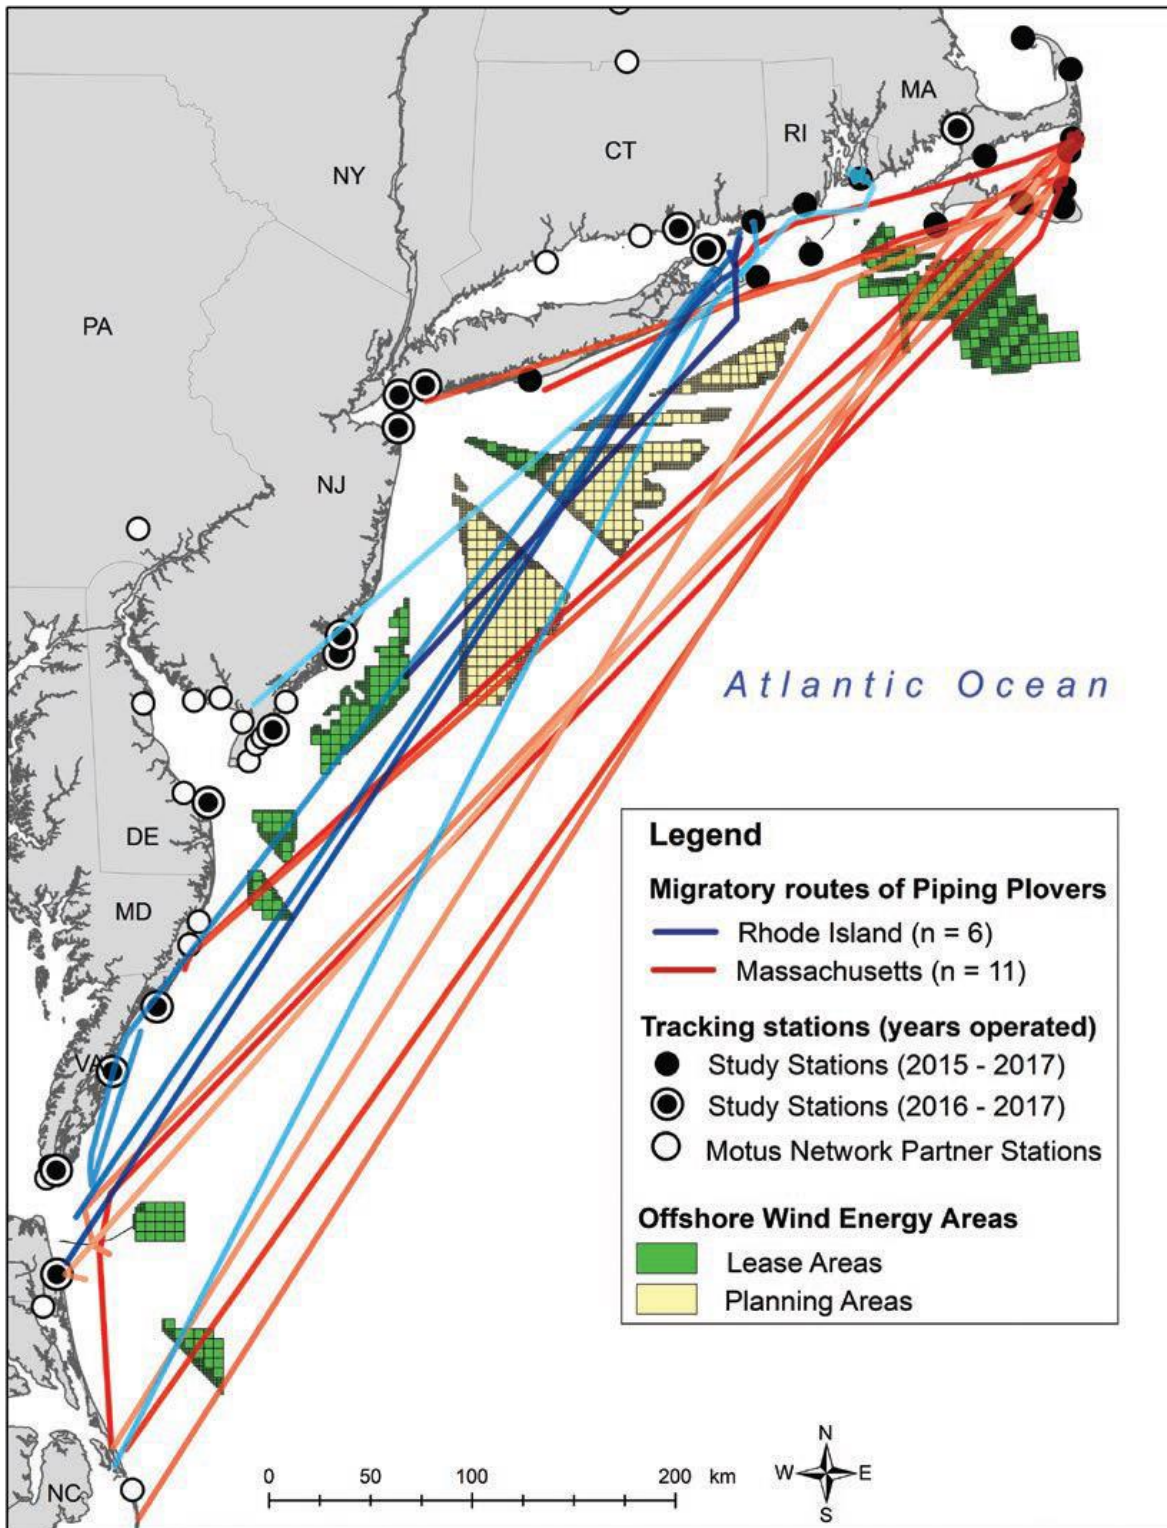 MA
RI
CT
NY
PA
NJ
Atlantic Ocean
DE
MD
VA
NC
Legend
Migratory routes of Piping Plovers
Rhode Island (n = 6)
Massachusetts (n = 11)
Tracking stations (years operated)
Study Stations (2015 - 2017)
Study Stations (2016 - 2017)
Motus Network Partner Stations
Offshore Wind Energy Areas
Lease Areas
Planning Areas
0 50 100 200 km
N
W E
S